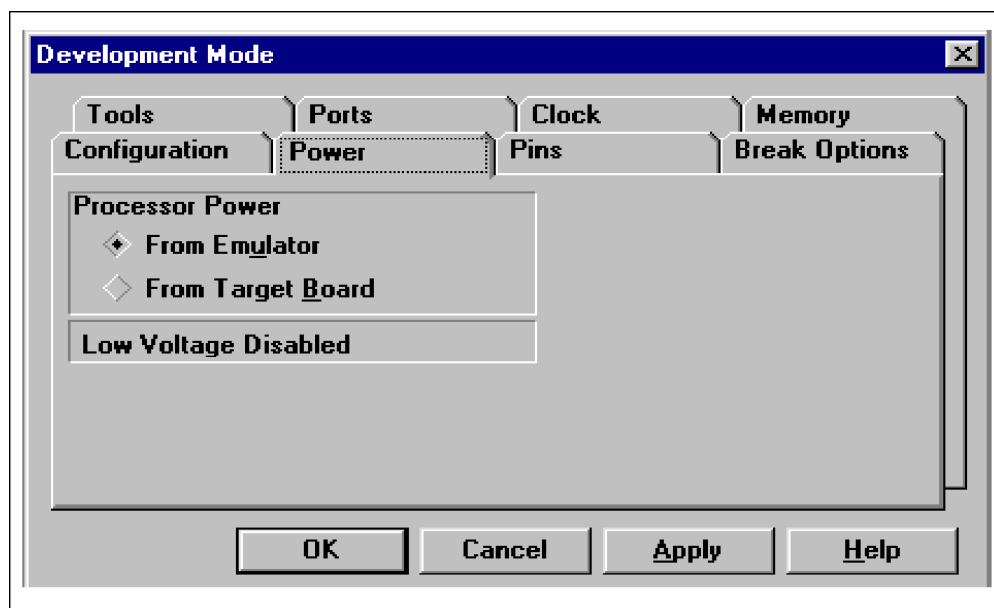 Development Mode
Tools Ports Clock Memory
Configuration Power Pins Break Options
Processor Power
From Emulator
From Target Board
Low Voltage Disabled
OK Cancel Apply Help